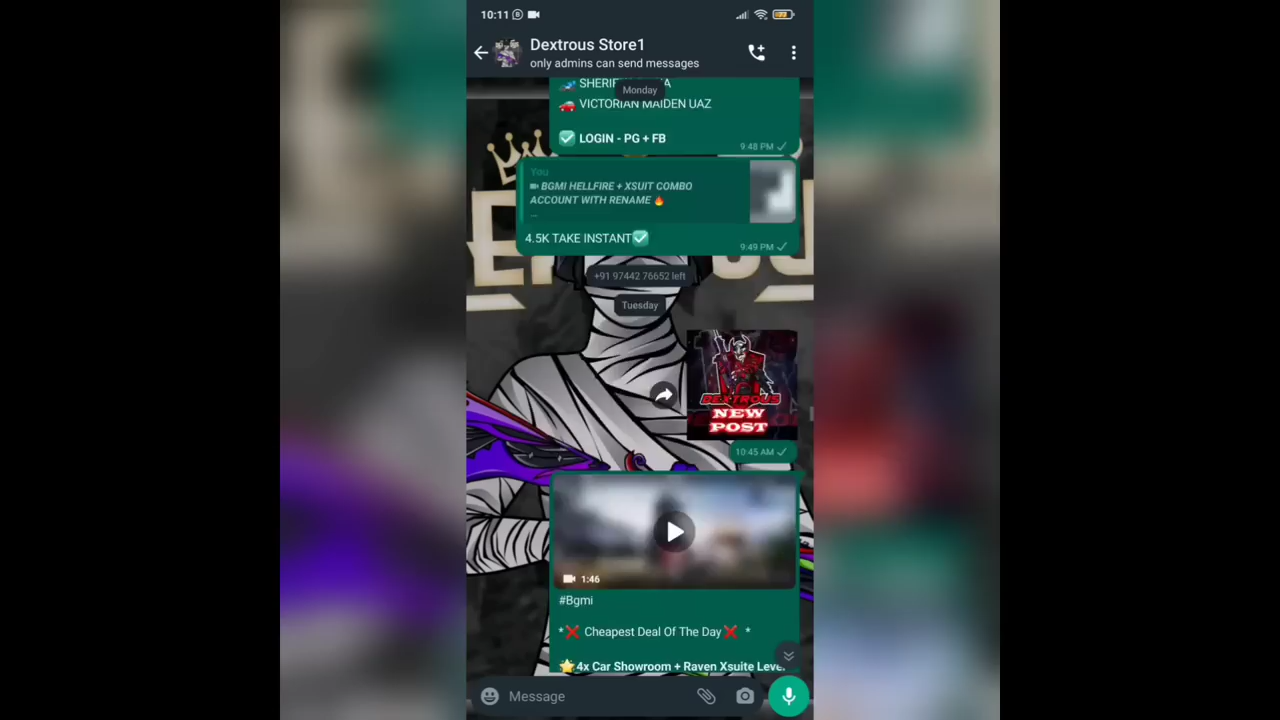 10:11
Dextrous Store1
only admins can send messages
Monday
VICTORIAN MAIDEN UAZ
✅ LOGIN - PG + FB
9:48 PM
You
BGMI HELLFIRE + XSUIT COMBO
ACCOUNT WITH RENAME 🔥
...
4.5K TAKE INSTANT✅
9:49 PM
+91 97442 76652 left
Tuesday
DEXTROUS
NEW
POST
10:45 AM
1:46
#Bgmi
*❌ Cheapest Deal Of The Day❌ *
🌟4x Car Showroom + Raven Xsuite Level
Message